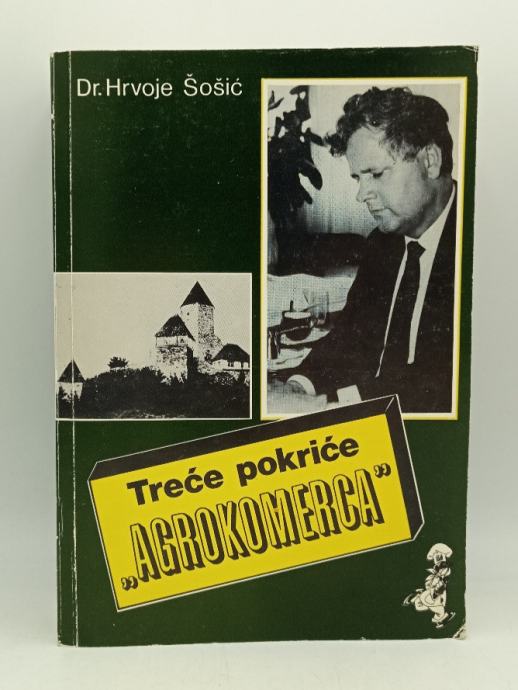 Dr. Hrvoje Šošić
Treće pokriće
„AGROKOMERCA”